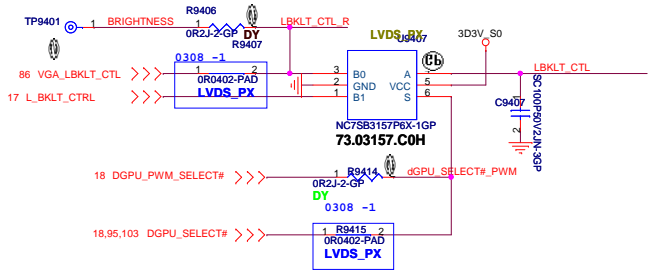 R9406
TP9401 1 BRIGHTNESS 1 2 LBKLT_CTL_R
0R2J-2-GP DY
R9407
LVDS_PX
U9407
3D3V_S0
0308 -1
86 VGA_LBKLT_CTL 1 2 3 B0 A 4 LBKLT_CTL
0R0402-PAD 2 GND VCC 5
17 L_BKLT_CTRL LVDS_PX 1 B1 S 6
C9407
1
2
SC100P50V2JN-3GP
NC7SB3157P6X-1GP
73.03157.C0H
18 DGPU_PWM_SELECT# 1 R9414 2 dGPU_SELECT#_PWM
0R2J-2-GP
DY
0308 -1
18,95,103 DGPU_SELECT# 1 R9415 2
0R0402-PAD
LVDS_PX